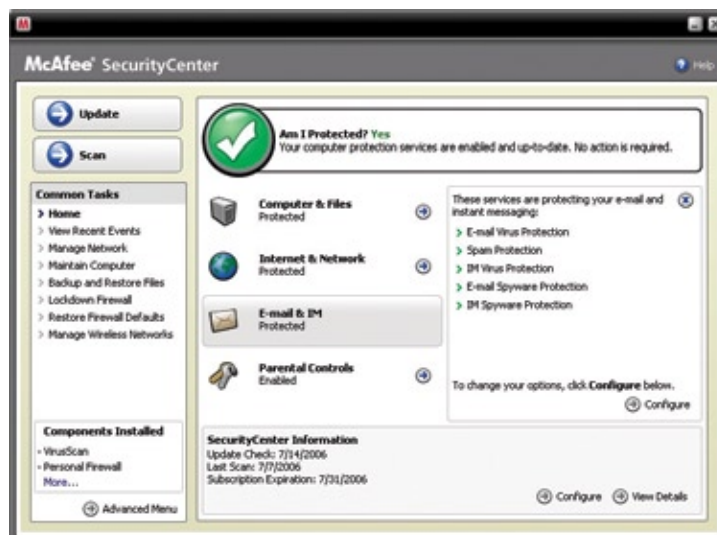 McAfee® SecurityCenter
Help
Update
Scan
Common Tasks
Home
View Recent Events
Manage Network
Maintain Computer
Backup and Restore Files
Lockdown Firewall
Restore Firewall Defaults
Manage Wireless Networks
Components Installed
VirusScan
Personal Firewall
More...
Advanced Menu
Am I Protected? Yes
Your computer protection services are enabled and up-to-date. No action is required.
Computer & Files
Protected
Internet & Network
Protected
E-mail & IM
Protected
Parental Controls
Enabled
These services are protecting your e-mail and
instant messaging:
E-mail Virus Protection
Spam Protection
IM Virus Protection
E-mail Spyware Protection
IM Spyware Protection
To change your options, click Configure below.
Configure
SecurityCenter Information
Update Check: 7/14/2006
Last Scan: 7/7/2006
Subscription Expiration: 7/31/2006
Configure
View Details